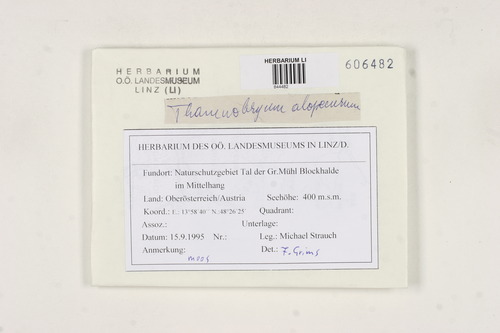 HERBARIUM
O.Ö. LANDESMUSEUM
LINZ (LI)
HERBARIUM LI
606482
Thamnobryum alopecurum
HERBARIUM DES OÖ. LANDESMUSEUMS IN LINZ/D.
Fundort: Naturschutzgebiet Tal der Gr.Mühl Blockhalde
im Mittelhang
Land: Oberösterreich/Austria Seehöhe: 400 m.s.m.
Koord.: E.: 13°58'40" N.:48°26'25" Quadrant:
Assoz.: Unterlage:
Datum: 15.9.1995 Nr.: Leg.: Michael Strauch
Anmerkung: Det.: F. Grims
moos